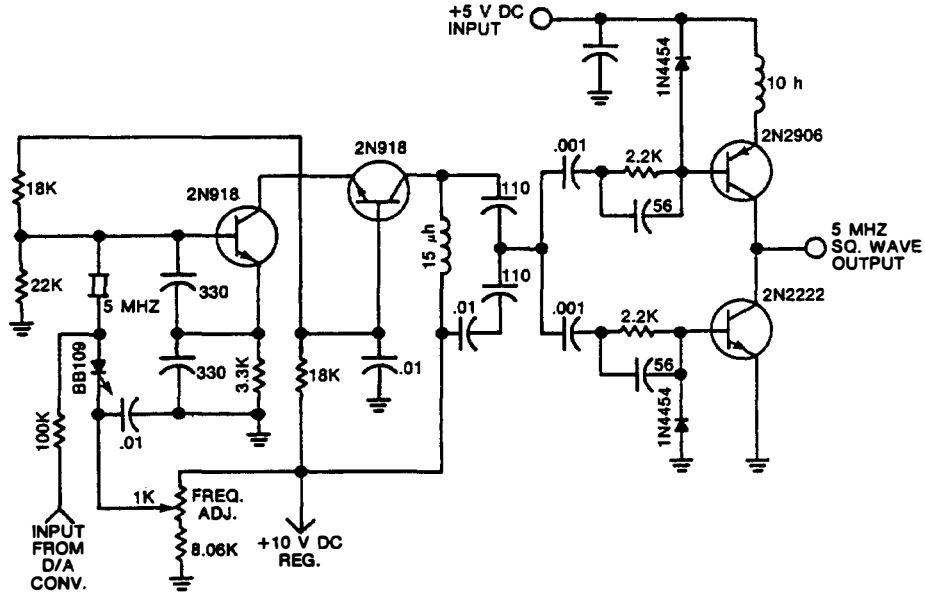 +5 V DC
INPUT
1N4454
10 h
2N2906
.001
2.2K
56
2N918
2N918
110
18K
15 μh
5 MHZ
SQ. WAVE
OUTPUT
22K
5 MHZ
330
110
2N2222
.01
.001
2.2K
BB109
330
3.3K
18K
.01
56
1N4454
100K
.01
1K
FREQ.
ADJ.
INPUT
FROM
D/A
CONV.
8.06K
+10 V DC
REG.